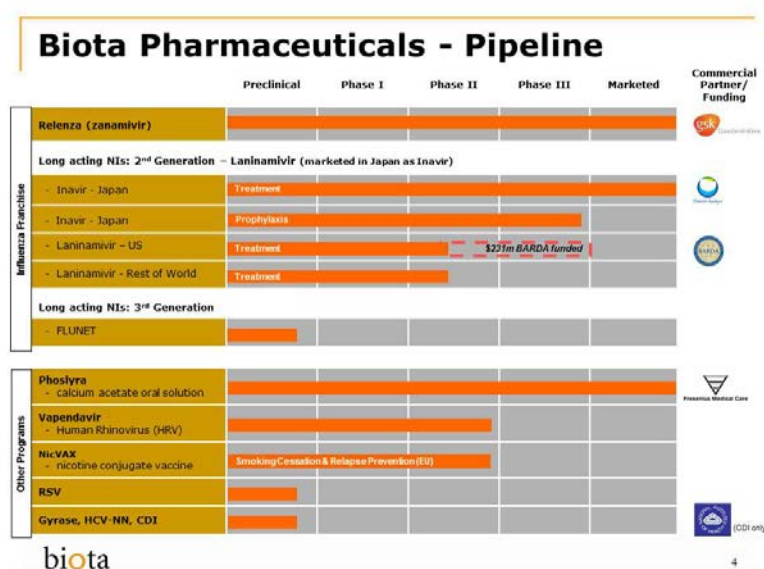 Biota Pharmaceuticals - Pipeline
Preclinical Phase I Phase II Phase III Marketed Commercial Partner/ Funding
Influenza Franchise
Relenza (zanamivir)
gsk
Long acting NIs: 2nd Generation – Laninamivir (marketed in Japan as Inavir)
- Inavir - Japan Treatment
- Inavir - Japan Prophylaxis
- Laninamivir – US Treatment $231m BARDA funded
BARDA
- Laninamivir - Rest of World Treatment
Long acting NIs: 3rd Generation
- FLUNET
Other Programs
Phoslyra
- calcium acetate oral solution
Fresenius Medical Care
Vapendavir
- Human Rhinovirus (HRV)
NicVAX
- nicotine conjugate vaccine Smoking Cessation & Relapse Prevention (EU)
RSV
Gyrase, HCV-NN, CDI
(CDI only
biota
4